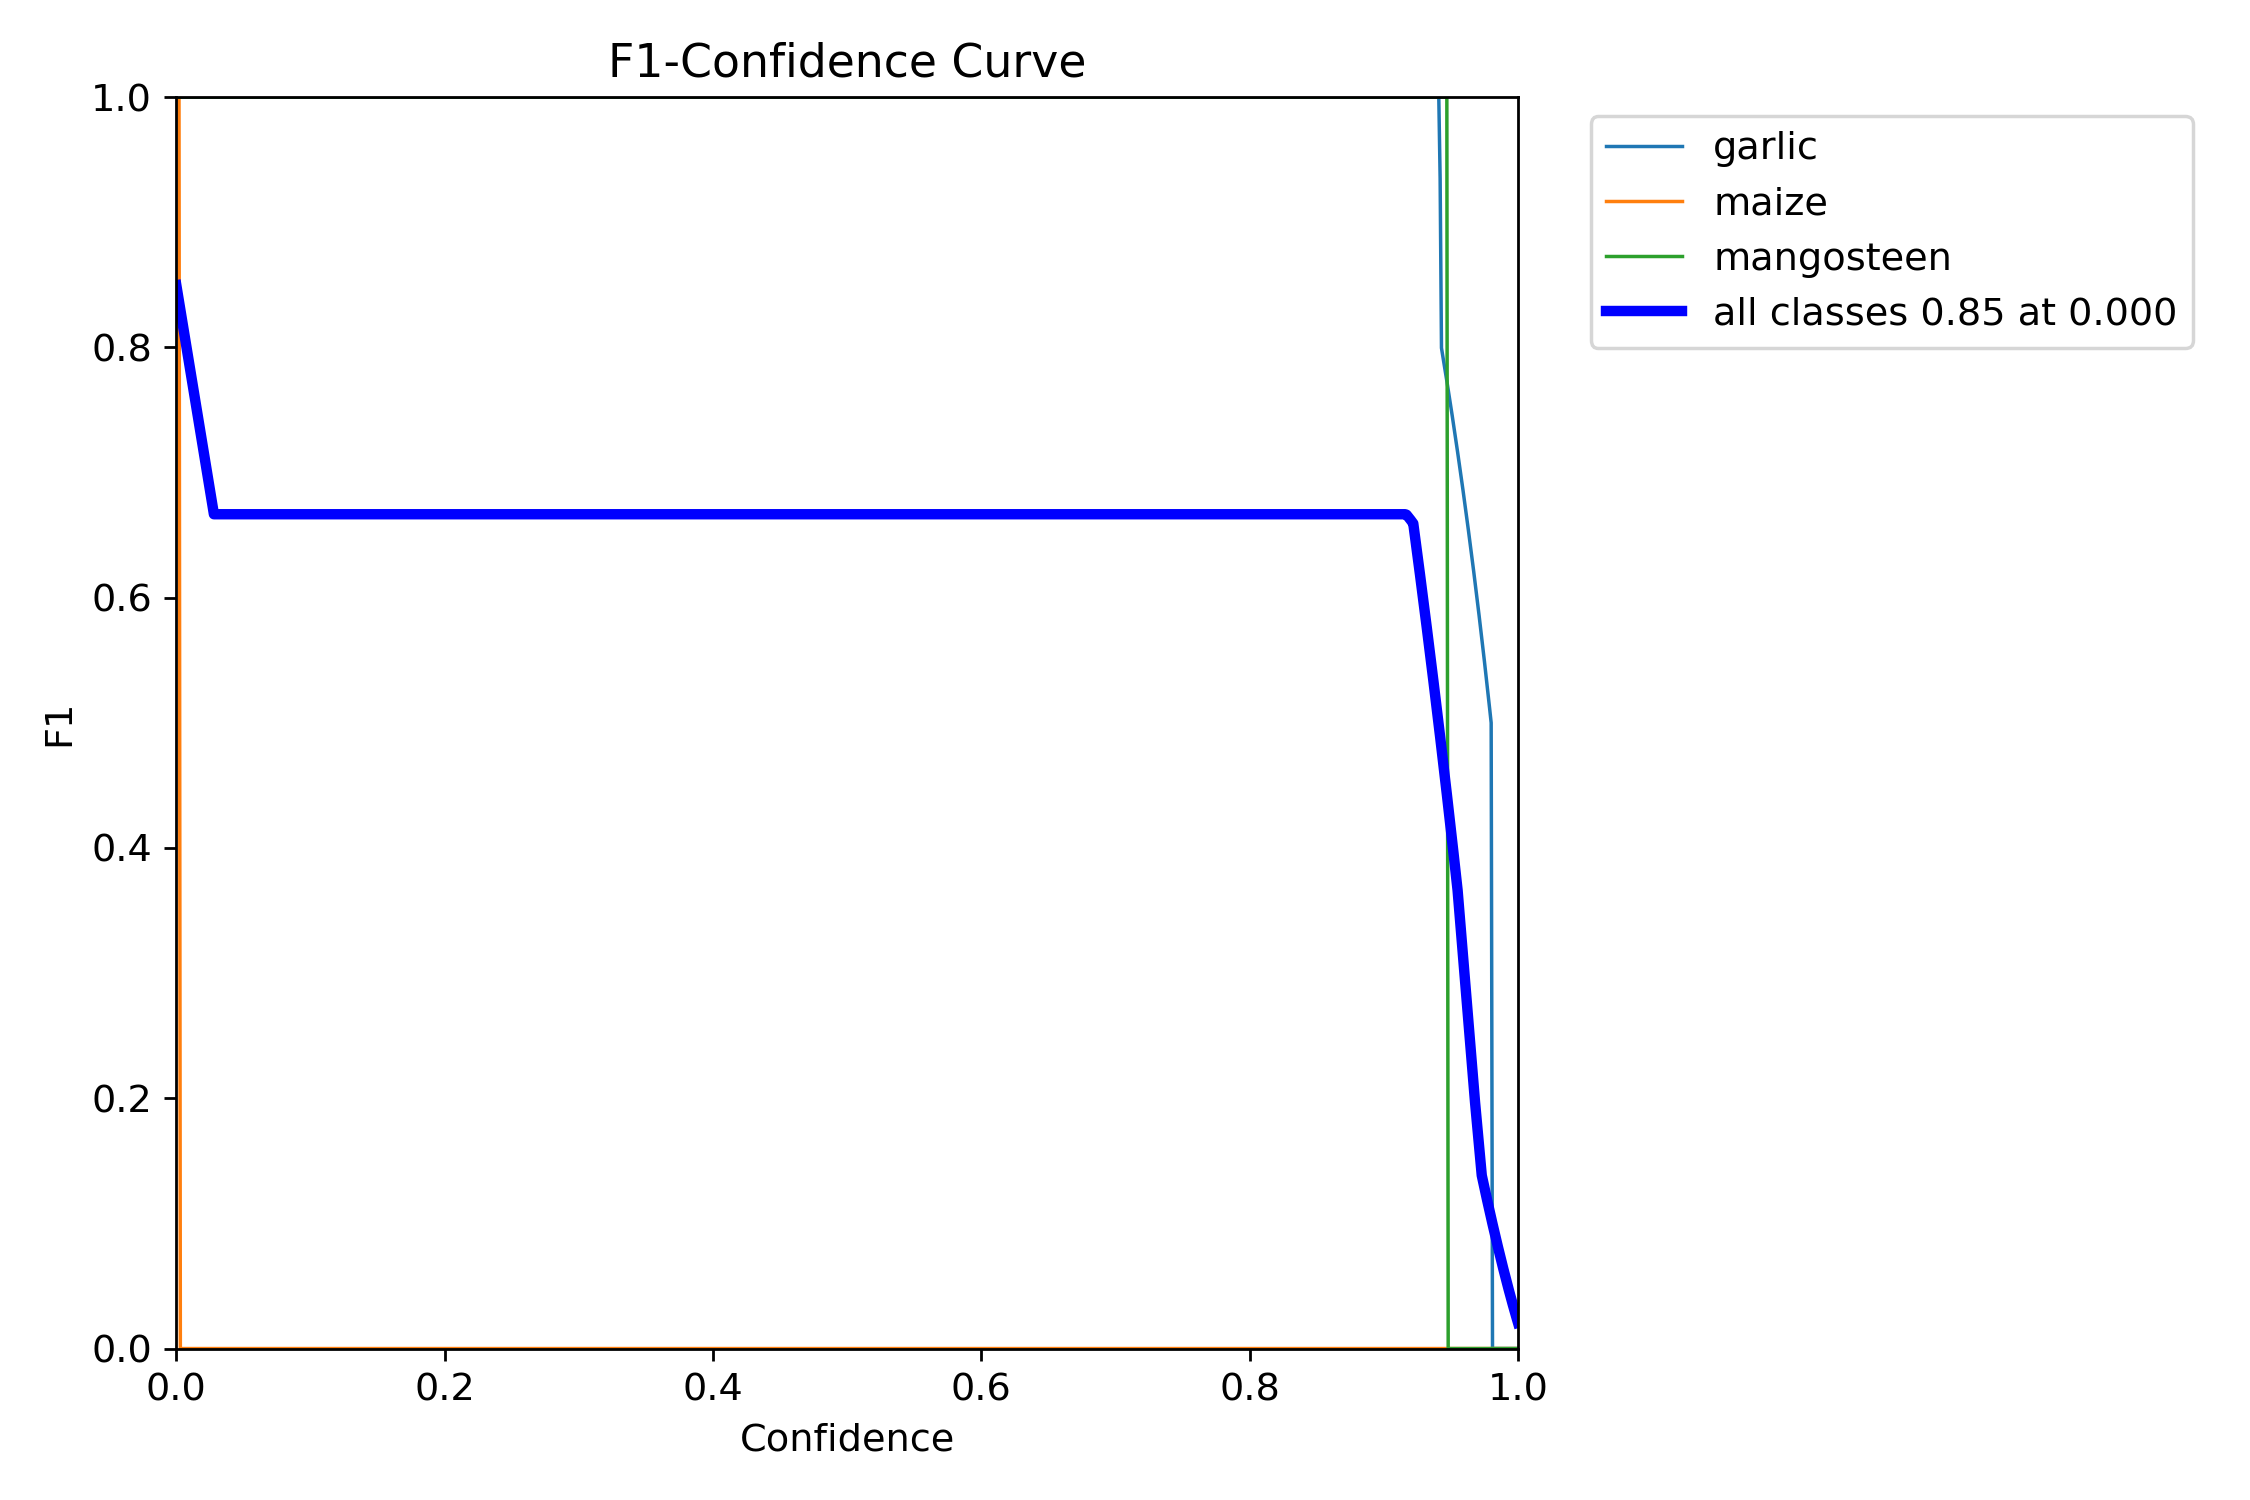 F1-Confidence Curve
1.0
0.8
0.6
0.4
0.2
0.0
F1
0.0 0.2 0.4 0.6 0.8 1.0
Confidence
garlic
maize
mangosteen
all classes 0.85 at 0.000